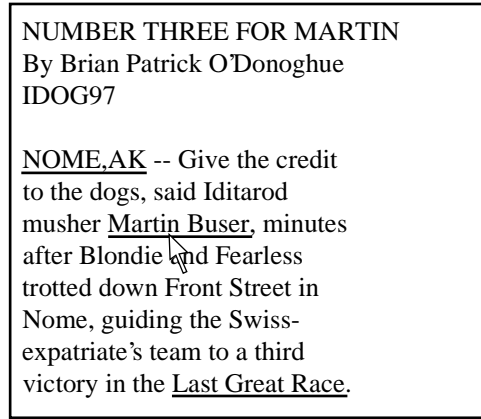 NUMBER THREE FOR MARTIN
By Brian Patrick O'Donoghue
IDOG97
NOME,AK -- Give the credit
to the dogs, said Iditarod
musher Martin Buser, minutes
after Blondie and Fearless
trotted down Front Street in
Nome, guiding the Swiss-
expatriate's team to a third
victory in the Last Great Race.